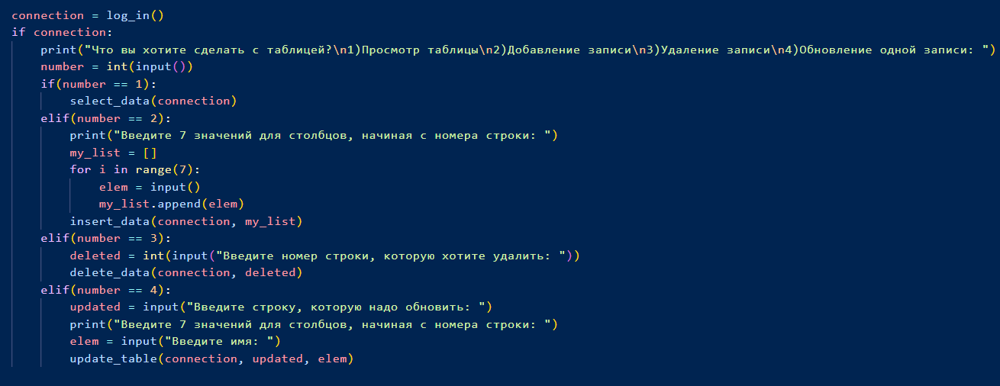 connection = log_in()
if connection:
    print("Что вы хотите сделать с таблицей?\n1)Просмотр таблицы\n2)Добавление записи\n3)Удаление записи\n4)Обновление одной записи: ")
    number = int(input())
    if(number == 1):
        select_data(connection)
    elif(number == 2):
        print("Введите 7 значений для столбцов, начиная с номера строки: ")
        my_list = []
        for i in range(7):
            elem = input()
            my_list.append(elem)
        insert_data(connection, my_list)
    elif(number == 3):
        deleted = int(input("Введите номер строки, которую хотите удалить: "))
        delete_data(connection, deleted)
    elif(number == 4):
        updated = input("Введите строку, которую надо обновить: ")
        print("Введите 7 значений для столбцов, начиная с номера строки: ")
        elem = input("Введите имя: ")
        update_table(connection, updated, elem)